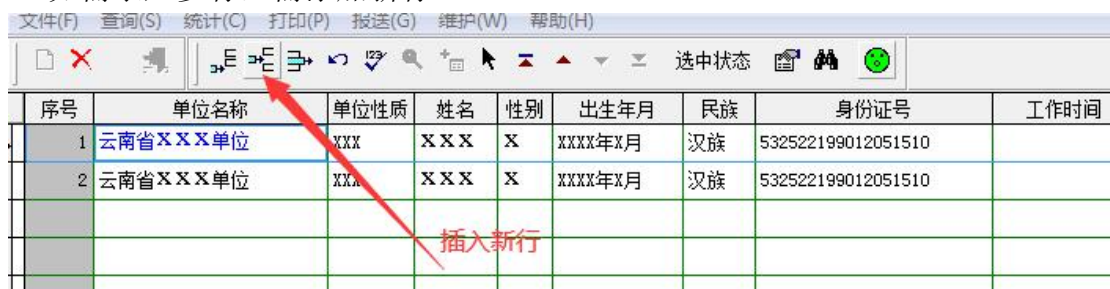 文件(F) 查询(S) 统计(C) 打印(P) 报送(G) 维护(W) 帮助(H)
123 选中状态
序号 单位名称 单位性质 姓名 性别 出生年月 民族 身份证号 工作时间
1 云南省XXX单位 XXX XXX X XXXX年X月 汉族 532522199012051510
2 云南省XXX单位 XXX XXX X XXXX年X月 汉族 532522199012051510
插入新行